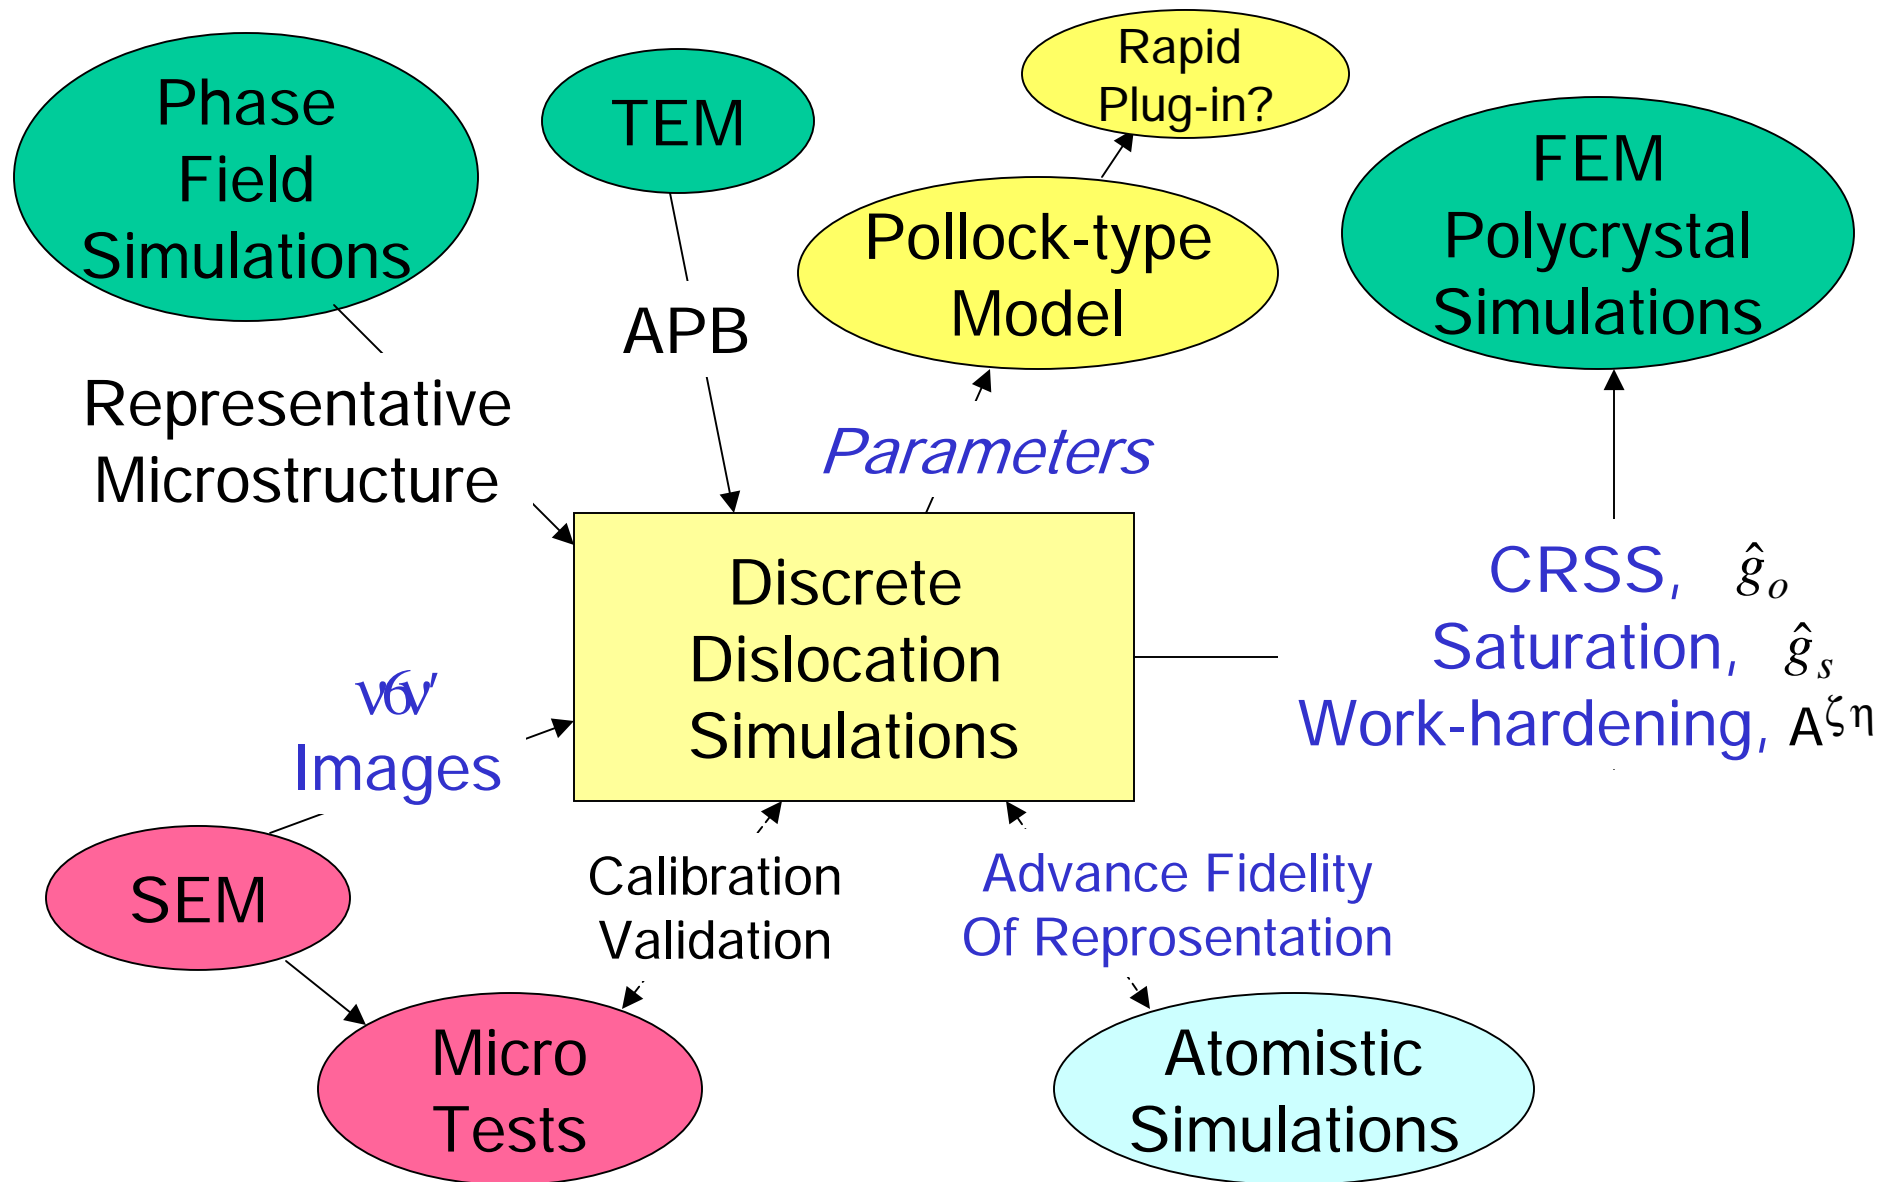 Phase
Field
Simulations
TEM
Rapid
Plug-in?
Pollock-type
Model
FEM
Polycrystal
Simulations
APB
Representative
Microstructure
Parameters
Discrete
Dislocation
Simulations
CRSS, ĝo
Saturation, ĝs
Work-hardening, Aζη
Images
SEM
Calibration
Validation
Advance Fidelity
Of Reprosentation
Micro
Tests
Atomistic
Simulations